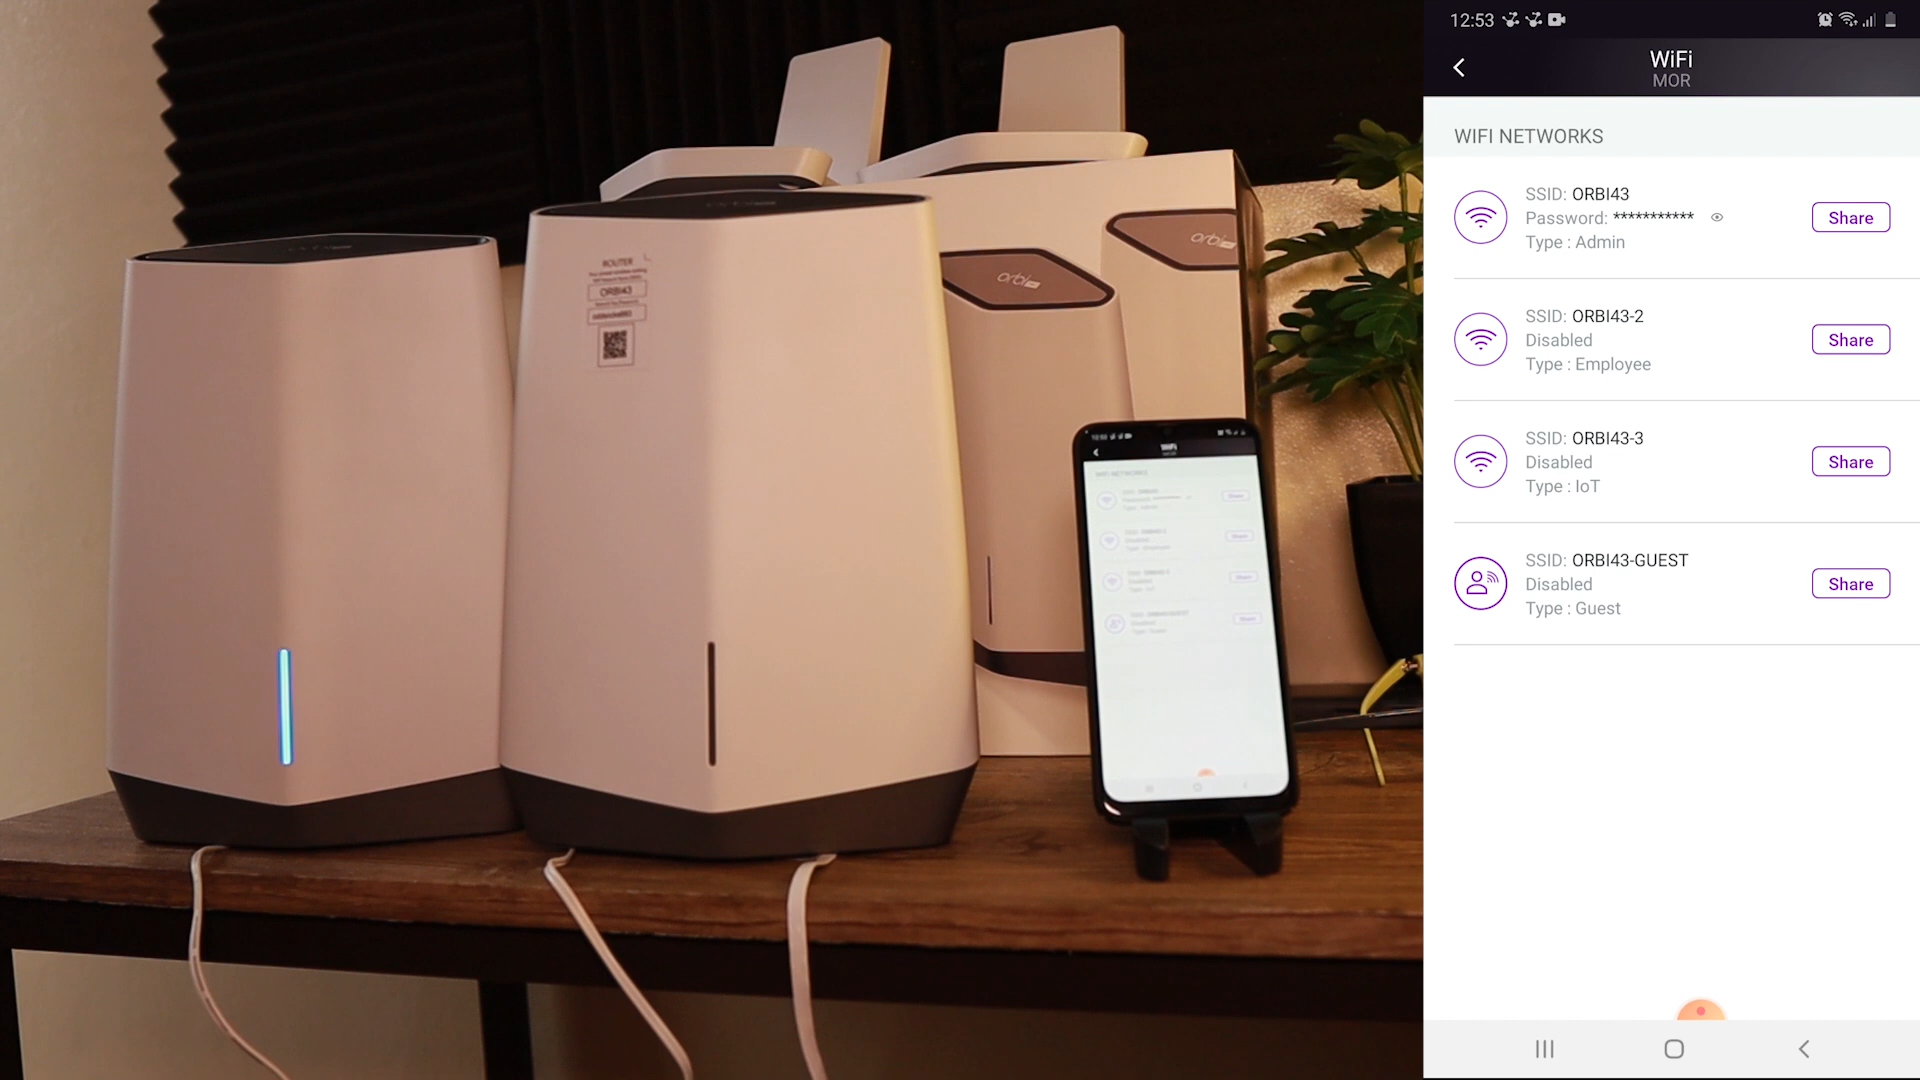 12:53
WiFi
MOR
WIFI NETWORKS
SSID: ORBI43
Password: ***********
Type : Admin
Share
SSID: ORBI43-2
Disabled
Type : Employee
Share
SSID: ORBI43-3
Disabled
Type : IoT
Share
SSID: ORBI43-GUEST
Disabled
Type : Guest
Share
ROUTER
ORBI43
orbi
orbi
WiFi